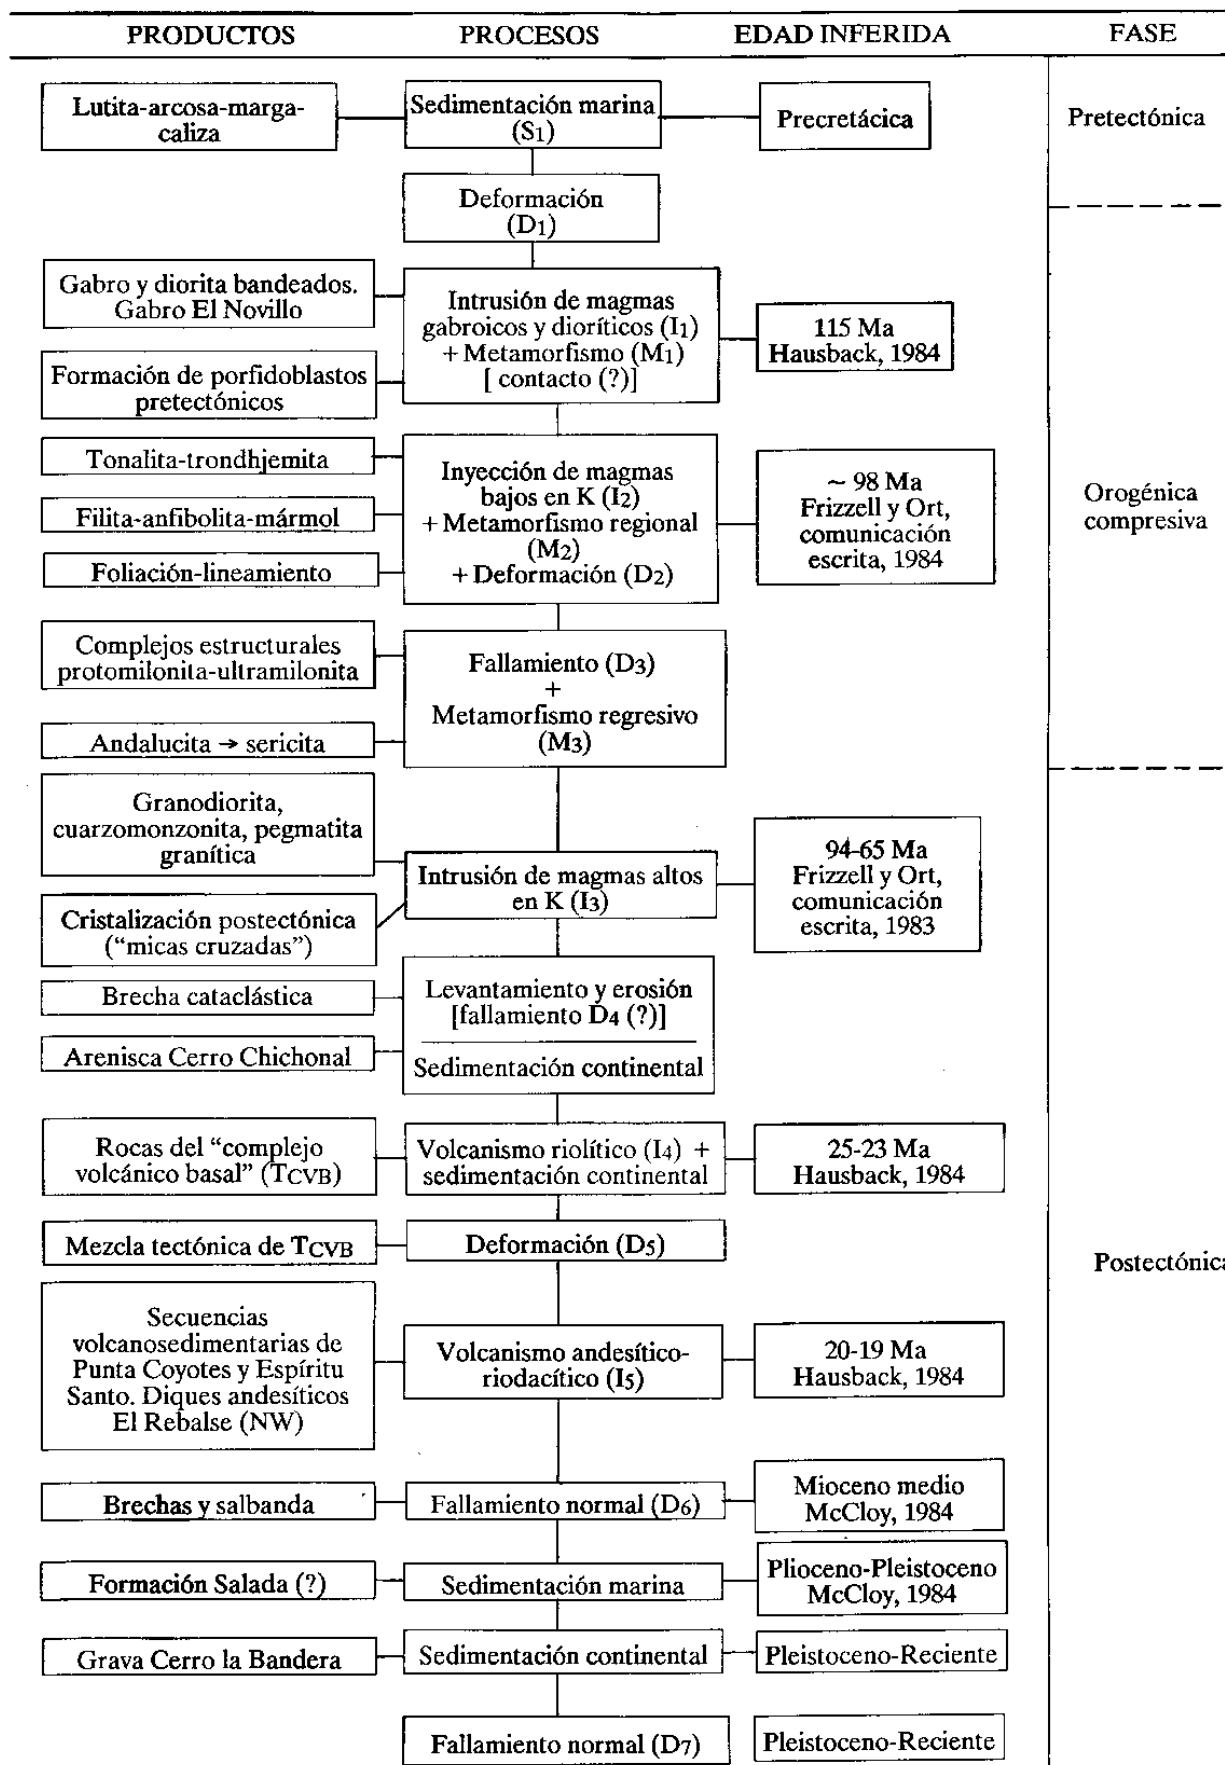 PRODUCTOS PROCESOS EDAD INFERIDA FASE
Lutita-arcosa-marga-
caliza
Sedimentación marina
(S1)
Precretácica
Pretectónica
Deformación
(D1)
Gabro y diorita bandeados.
Gabro El Novillo
Formación de porfidoblastos
pretectónicos
Intrusión de magmas
gabroicos y dioríticos (I1)
+ Metamorfismo (M1)
[ contacto (?)]
115 Ma
Hausback, 1984
Tonalita-trondhjemita
Filita-anfibolita-mármol
Foliación-lineamiento
Inyección de magmas
bajos en K (I2)
+ Metamorfismo regional
(M2)
+ Deformación (D2)
~ 98 Ma
Frizzell y Ort,
comunicación
escrita, 1984
Orogénica
compresiva
Complejos estructurales
protomilonita-ultramilonita
Andalucita → sericita
Fallamiento (D3)
+
Metamorfismo regresivo
(M3)
Granodiorita,
cuarzomonzonita, pegmatita
granítica
Cristalización postectónica
(“micas cruzadas”)
Intrusión de magmas altos
en K (I3)
94-65 Ma
Frizzell y Ort,
comunicación
escrita, 1983
Brecha cataclástica
Arenisca Cerro Chichonal
Levantamiento y erosión
[fallamiento D4 (?)]
Sedimentación continental
Rocas del “complejo
volcánico basal” (TCVB)
Volcanismo riolítico (I4) +
sedimentación continental
25-23 Ma
Hausback, 1984
Mezcla tectónica de TCVB
Deformación (D5)
Postectónica
Secuencias
volcanosedimentarias de
Punta Coyotes y Espíritu
Santo. Diques andesíticos
El Rebalse (NW)
Volcanismo andesítico-
riodacítico (I5)
20-19 Ma
Hausback, 1984
Brechas y salbanda
Fallamiento normal (D6)
Mioceno medio
McCloy, 1984
Formación Salada (?)
Sedimentación marina
Plioceno-Pleistoceno
McCloy, 1984
Grava Cerro la Bandera
Sedimentación continental
Pleistoceno-Reciente
Fallamiento normal (D7)
Pleistoceno-Reciente